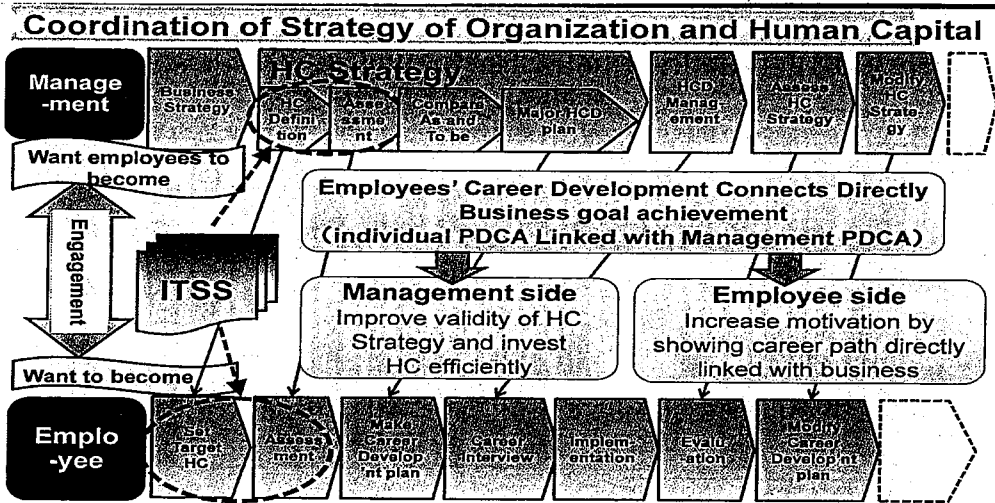 Coordination of Strategy of Organization and Human Capital
Manage
-ment
Business
Strategy
HC Strategy
HC
Defini
tion
Asse
ssme
nt
Compare
As and
To be
Major HCD
plan
HCD
Manag
ement
Assess
HC
Strategy
Modify
HC
Strate
gy
Want employees to
become
Employees' Career Development Connects Directly
Business goal achievement
(individual PDCA Linked with Management PDCA)
Engagement
ITSS
Management side
Improve validity of HC
Strategy and invest
HC efficiently
Employee side
Increase motivation by
showing career path directly
linked with business
Want to become
Emplo
-yee
Set
Target
HC
Assess
ment
Make
Career
Develop
'nt plan
Career
Interview
Implem-
entation
Evalu
-ation
Modify
Career
Develop'nt
plan